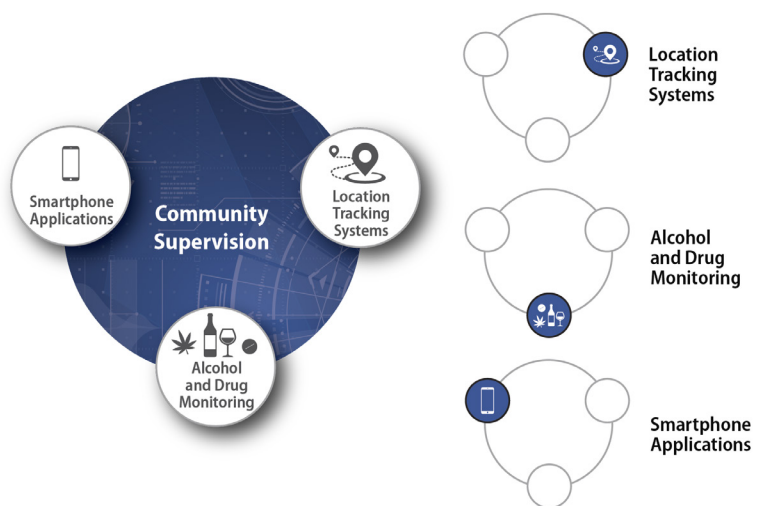 Smartphone
Applications
Community
Supervision
Location
Tracking
Systems
Alcohol
and Drug
Monitoring
Location
Tracking
Systems
Alcohol
and Drug
Monitoring
Smartphone
Applications